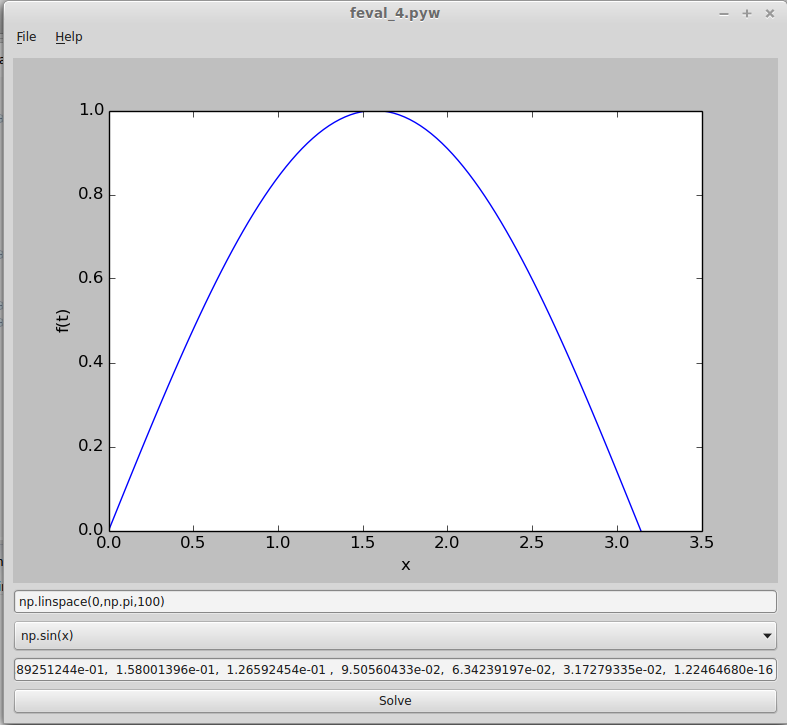 feval_4.pyw
File Help
1.0
0.8
0.6
0.4
0.2
0.0
f(t)
0.0 0.5 1.0 1.5 2.0 2.5 3.0 3.5
x
np.linspace(0,np.pi,100)
np.sin(x)
89251244e-01, 1.58001396e-01, 1.26592454e-01 , 9.50560433e-02, 6.34239197e-02, 3.17279335e-02, 1.22464680e-16
Solve